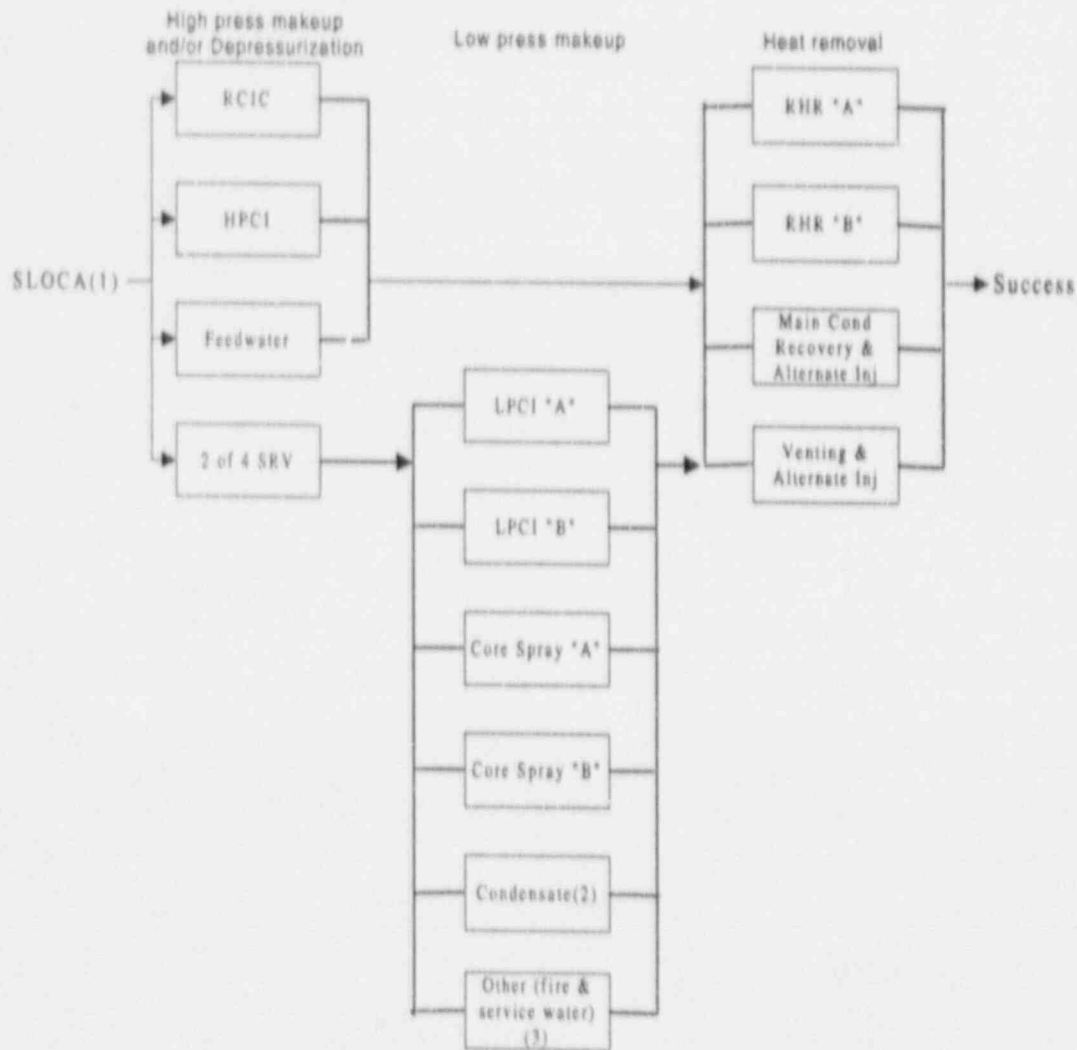 High press makeup
and/or Depressurization
Low press makeup
Heat removal
SLOCA(1)
RCIC
HPCI
Feedwater
2 of 4 SRV
LPCI "A"
LPCI "B"
Core Spray "A"
Core Spray "B"
Condensate(2)
Other (fire &
service water)
(3)
RHR "A"
RHR "B"
Main Cond
Recovery &
Alternate Inj
Venting &
Alternate Inj
Success